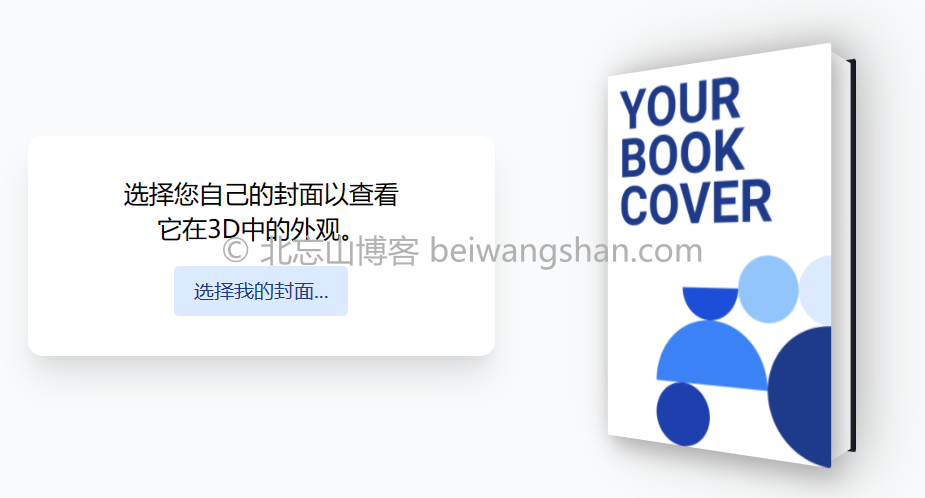 选择您自己的封面以查看
它在3D中的外观。
© 北忘山博客 beiwangshan.com
选择我的封面...
YOUR
BOOK
COVER